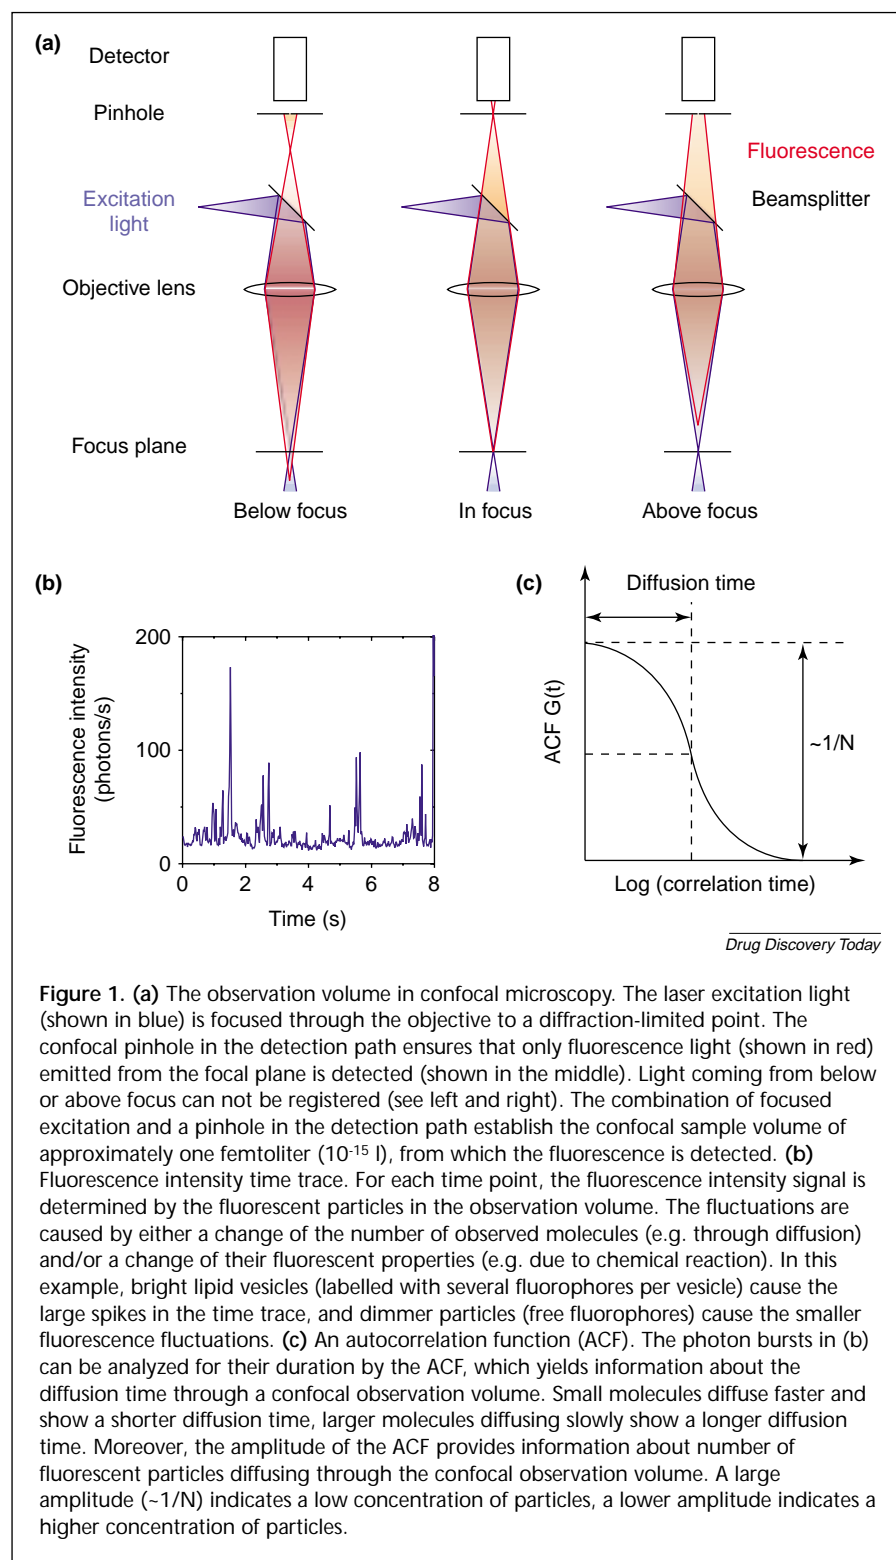 (a)
Detector
Pinhole
Fluorescence
Excitation
light
Beamsplitter
Objective lens
Focus plane
Below focus
In focus
Above focus
(b)
Fluorescence intensity
(photons/s)
200
100
0
0 2 4 6 8
Time (s)
(c)
Diffusion time
ACF G(t)
~1/N
Log (correlation time)
Drug Discovery Today
Figure 1. (a) The observation volume in confocal microscopy. The laser excitation light
(shown in blue) is focused through the objective to a diffraction-limited point. The
confocal pinhole in the detection path ensures that only fluorescence light (shown in red)
emitted from the focal plane is detected (shown in the middle). Light coming from below
or above focus can not be registered (see left and right). The combination of focused
excitation and a pinhole in the detection path establish the confocal sample volume of
approximately one femtoliter (10⁻¹⁵ l), from which the fluorescence is detected. (b)
Fluorescence intensity time trace. For each time point, the fluorescence intensity signal is
determined by the fluorescent particles in the observation volume. The fluctuations are
caused by either a change of the number of observed molecules (e.g. through diffusion)
and/or a change of their fluorescent properties (e.g. due to chemical reaction). In this
example, bright lipid vesicles (labelled with several fluorophores per vesicle) cause the
large spikes in the time trace, and dimmer particles (free fluorophores) cause the smaller
fluorescence fluctuations. (c) An autocorrelation function (ACF). The photon bursts in (b)
can be analyzed for their duration by the ACF, which yields information about the
diffusion time through a confocal observation volume. Small molecules diffuse faster and
show a shorter diffusion time, larger molecules diffusing slowly show a longer diffusion
time. Moreover, the amplitude of the ACF provides information about number of
fluorescent particles diffusing through the confocal observation volume. A large
amplitude (~1/N) indicates a low concentration of particles, a lower amplitude indicates a
higher concentration of particles.